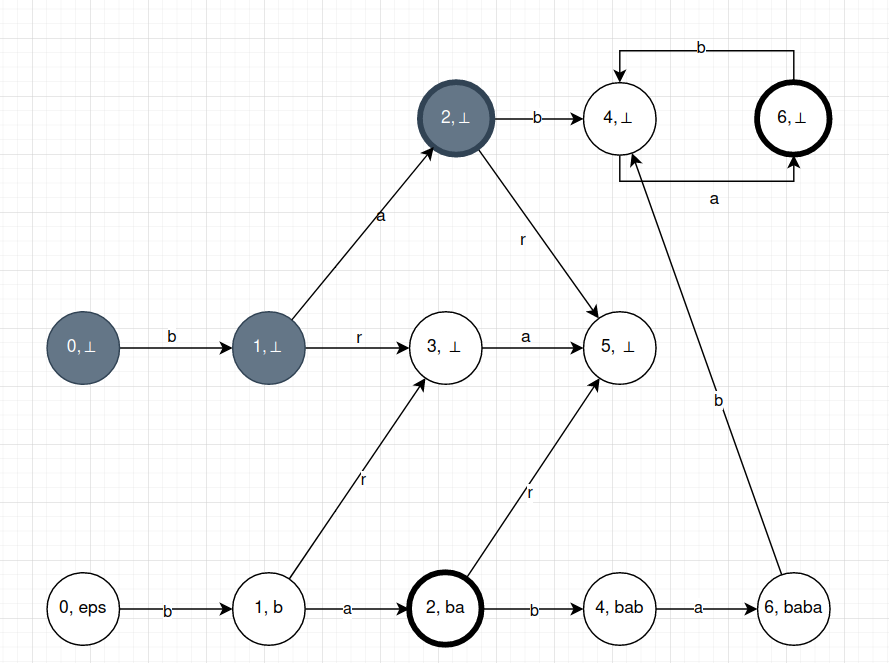 b
2,⊥
b
4,⊥
6,⊥
a
a
r
b
r
a
0,⊥
1,⊥
3, ⊥
5, ⊥
b
r
r
0, eps
b
1, b
a
2, ba
b
4, bab
a
6, baba